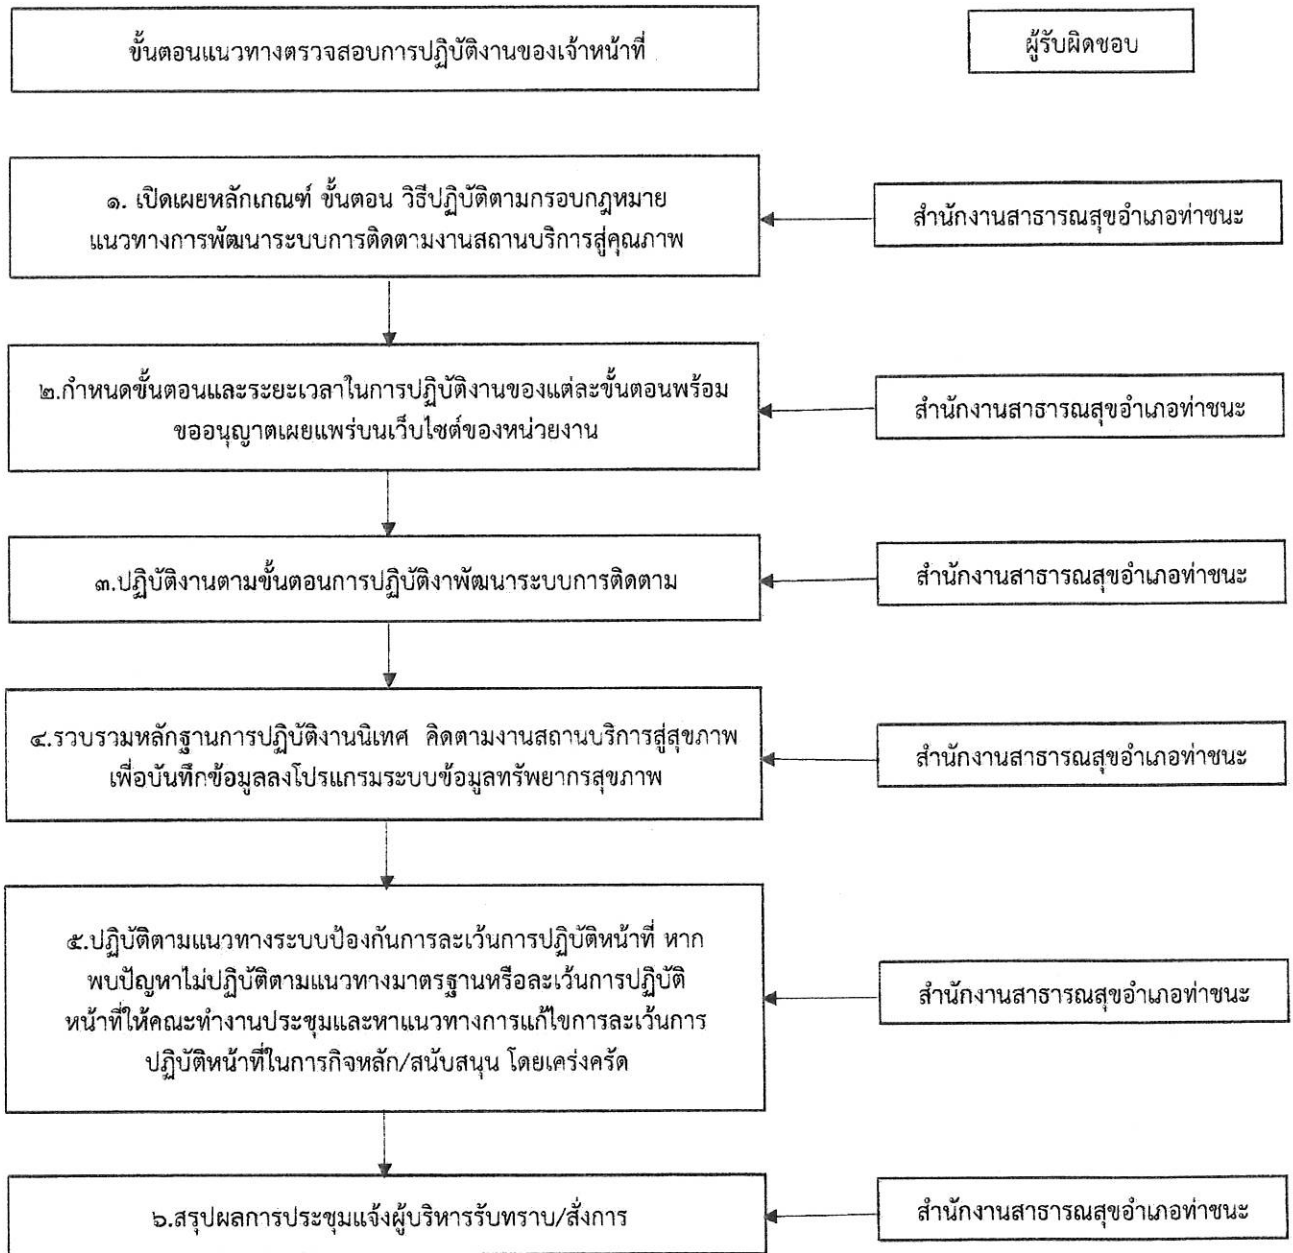 ขั้นตอนแนวทางตรวจสอบการปฏิบัติงานของเจ้าหน้าที่
ผู้รับผิดชอบ
๑. เปิดเผยหลักเกณฑ์ ขั้นตอน วิธีปฏิบัติตามกรอบกฎหมาย
แนวทางการพัฒนาระบบการติดตามงานสถานบริการสู่คุณภาพ
สำนักงานสาธารณสุขอำเภอท่าชนะ
๒.กำหนดขั้นตอนและระยะเวลาในการปฏิบัติงานของแต่ละขั้นตอนพร้อม
ขออนุญาตเผยแพร่บนเว็บไซต์ของหน่วยงาน
สำนักงานสาธารณสุขอำเภอท่าชนะ
๓.ปฏิบัติงานตามขั้นตอนการปฏิบัติงาพัฒนาระบบการติดตาม
สำนักงานสาธารณสุขอำเภอท่าชนะ
๔.รวบรวมหลักฐานการปฏิบัติงานนิเทศ คิดตามงานสถานบริการสู่สุขภาพ
เพื่อบันทึกข้อมูลลงโปรแกรมระบบข้อมูลทรัพยากรสุขภาพ
สำนักงานสาธารณสุขอำเภอท่าชนะ
๕.ปฏิบัติตามแนวทางระบบป้องกันการละเว้นการปฏิบัติหน้าที่ หาก
พบปัญหาไม่ปฏิบัติตามแนวทางมาตรฐานหรือละเว้นการปฏิบัติ
หน้าที่ให้คณะทำงานประชุมและหาแนวทางการแก้ไขการละเว้นการ
ปฏิบัติหน้าที่ในการกิจหลัก/สนับสนุน โดยเคร่งครัด
สำนักงานสาธารณสุขอำเภอท่าชนะ
๖.สรุปผลการประชุมแจ้งผู้บริหารรับทราบ/สั่งการ
สำนักงานสาธารณสุขอำเภอท่าชนะ